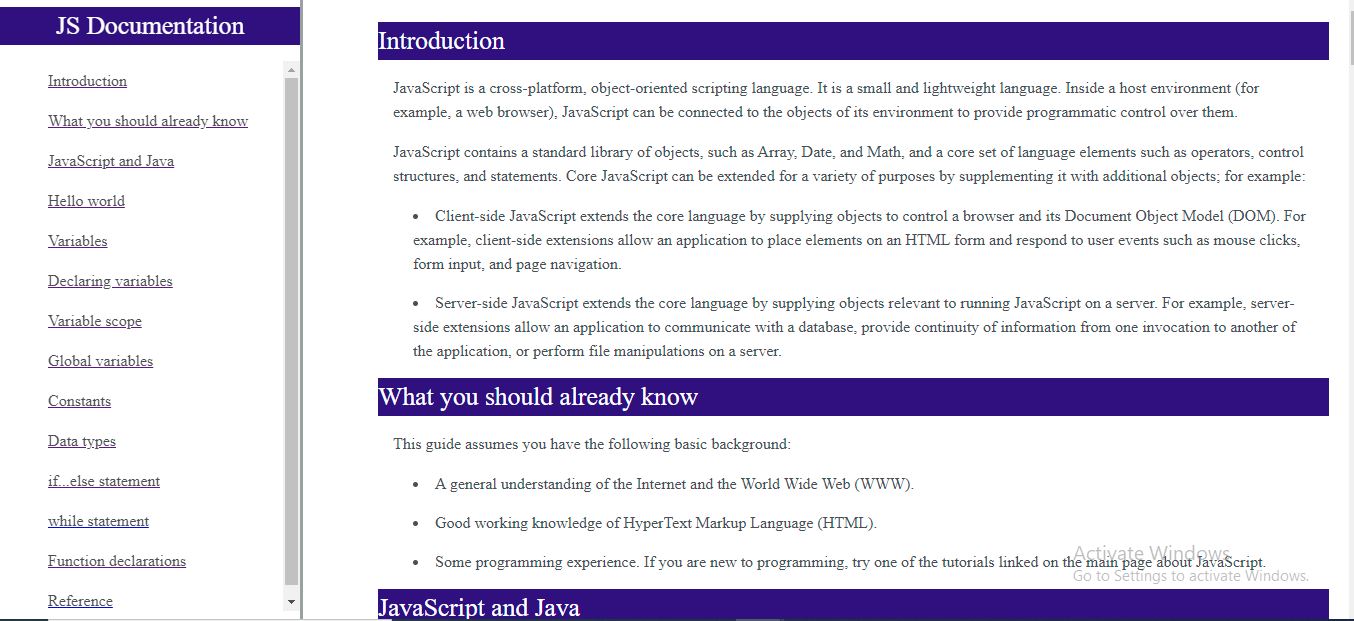 JS Documentation
Introduction
What you should already know
JavaScript and Java
Hello world
Variables
Declaring variables
Variable scope
Global variables
Constants
Data types
if...else statement
while statement
Function declarations
Reference
Introduction
JavaScript is a cross-platform, object-oriented scripting language. It is a small and lightweight language. Inside a host environment (for
example, a web browser), JavaScript can be connected to the objects of its environment to provide programmatic control over them.
JavaScript contains a standard library of objects, such as Array, Date, and Math, and a core set of language elements such as operators, control
structures, and statements. Core JavaScript can be extended for a variety of purposes by supplementing it with additional objects; for example:
• Client-side JavaScript extends the core language by supplying objects to control a browser and its Document Object Model (DOM). For
example, client-side extensions allow an application to place elements on an HTML form and respond to user events such as mouse clicks,
form input, and page navigation.
• Server-side JavaScript extends the core language by supplying objects relevant to running JavaScript on a server. For example, server-
side extensions allow an application to communicate with a database, provide continuity of information from one invocation to another of
the application, or perform file manipulations on a server.
What you should already know
This guide assumes you have the following basic background:
• A general understanding of the Internet and the World Wide Web (WWW).
• Good working knowledge of HyperText Markup Language (HTML).
• Some programming experience. If you are new to programming, try one of the tutorials linked on the main page about JavaScript.
Activate Windows
Go to Settings to activate Windows.
JavaScript and Java